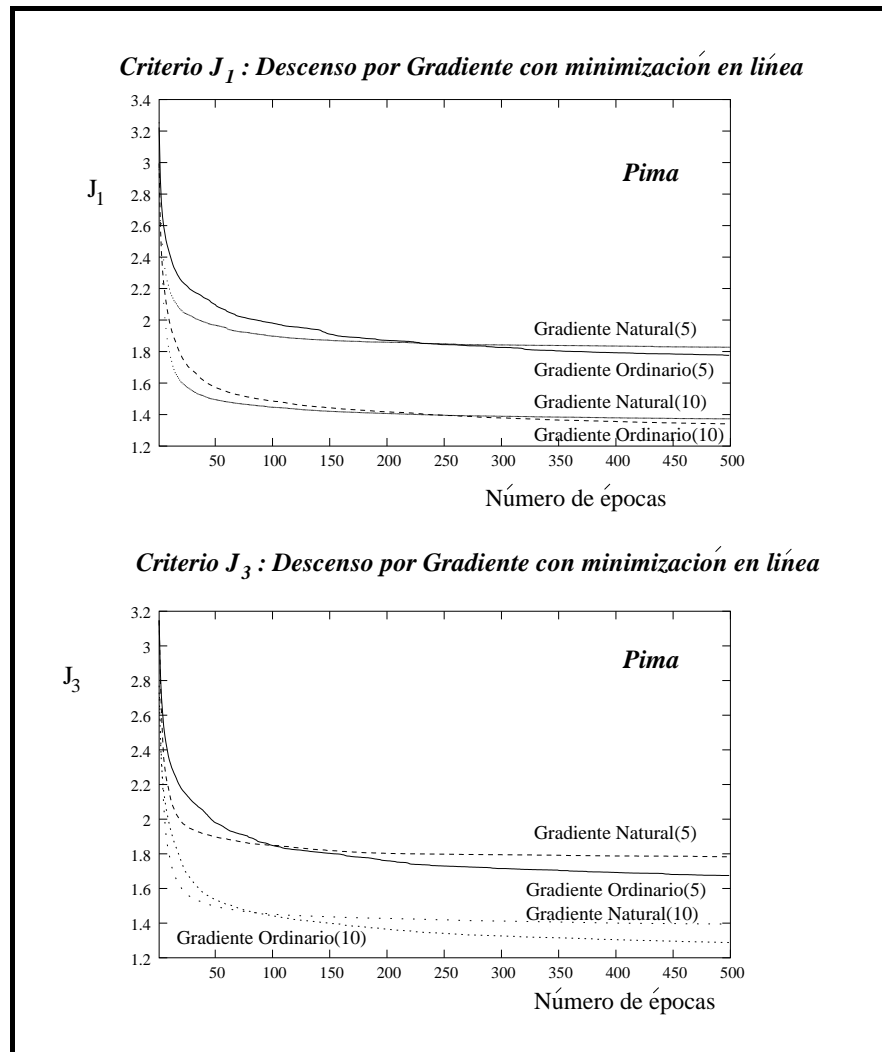 Criterio J1 : Descenso por Gradiente con minimización en línea
3.4
3.2
3
2.8
2.6
2.4
2.2
2
1.8
1.6
1.4
1.2
J1
Pima
Gradiente Natural(5)
Gradiente Ordinario(5)
Gradiente Natural(10)
Gradiente Ordinario(10)
50 100 150 200 250 300 350 400 450 500
Número de épocas
Criterio J3 : Descenso por Gradiente con minimización en línea
3.2
3
2.8
2.6
2.4
2.2
2
1.8
1.6
1.4
1.2
J3
Pima
Gradiente Natural(5)
Gradiente Ordinario(5)
Gradiente Natural(10)
Gradiente Ordinario(10)
50 100 150 200 250 300 350 400 450 500
Número de épocas